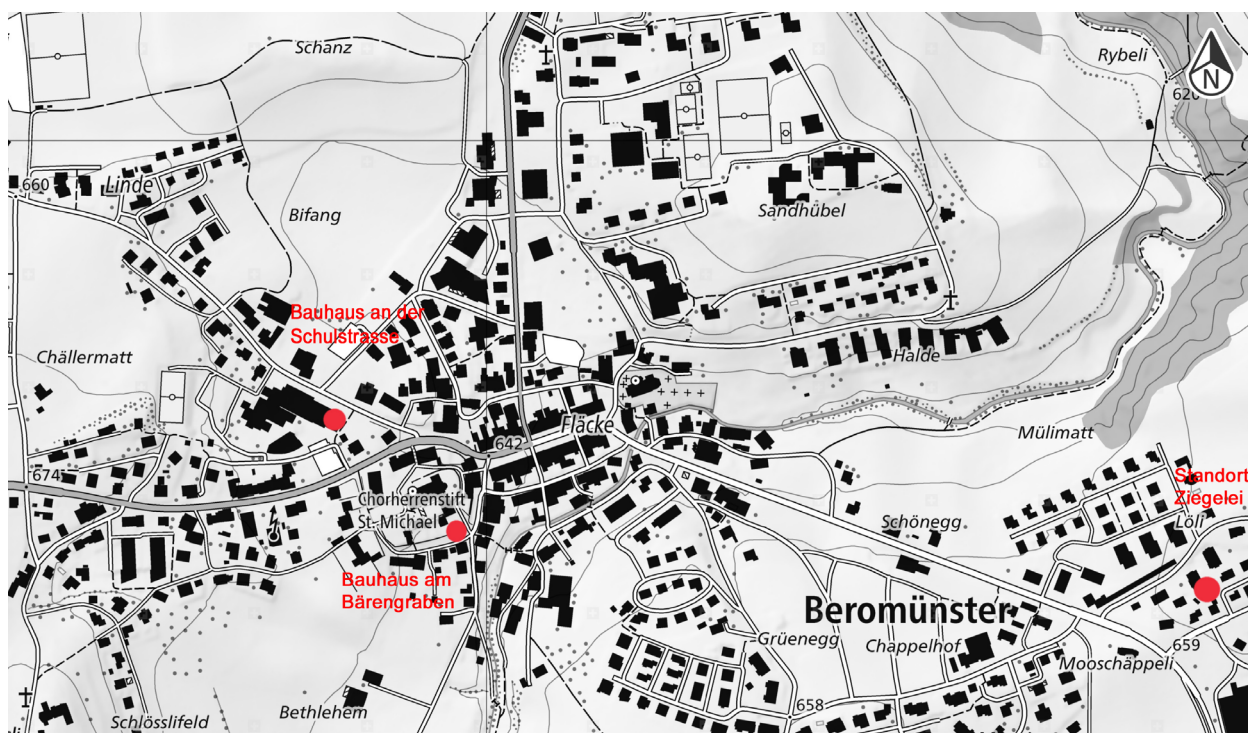 Schanz
Rybeli
N
620
660
Linde
Bifang
Sandhübel
Bauhaus an der
Schulstrasse
Chällermatt
Halde
Fläcke
642
Mülimatt
674
Chorherrenstift
St. Michael
Standort
Ziegelei
Schönegg
Löli
Bauhaus am
Bärengraben
Beromünster
Grüenegg
Chappelhof
659
Mooschäppeli
Bethlehem
Schlösslifeld
658